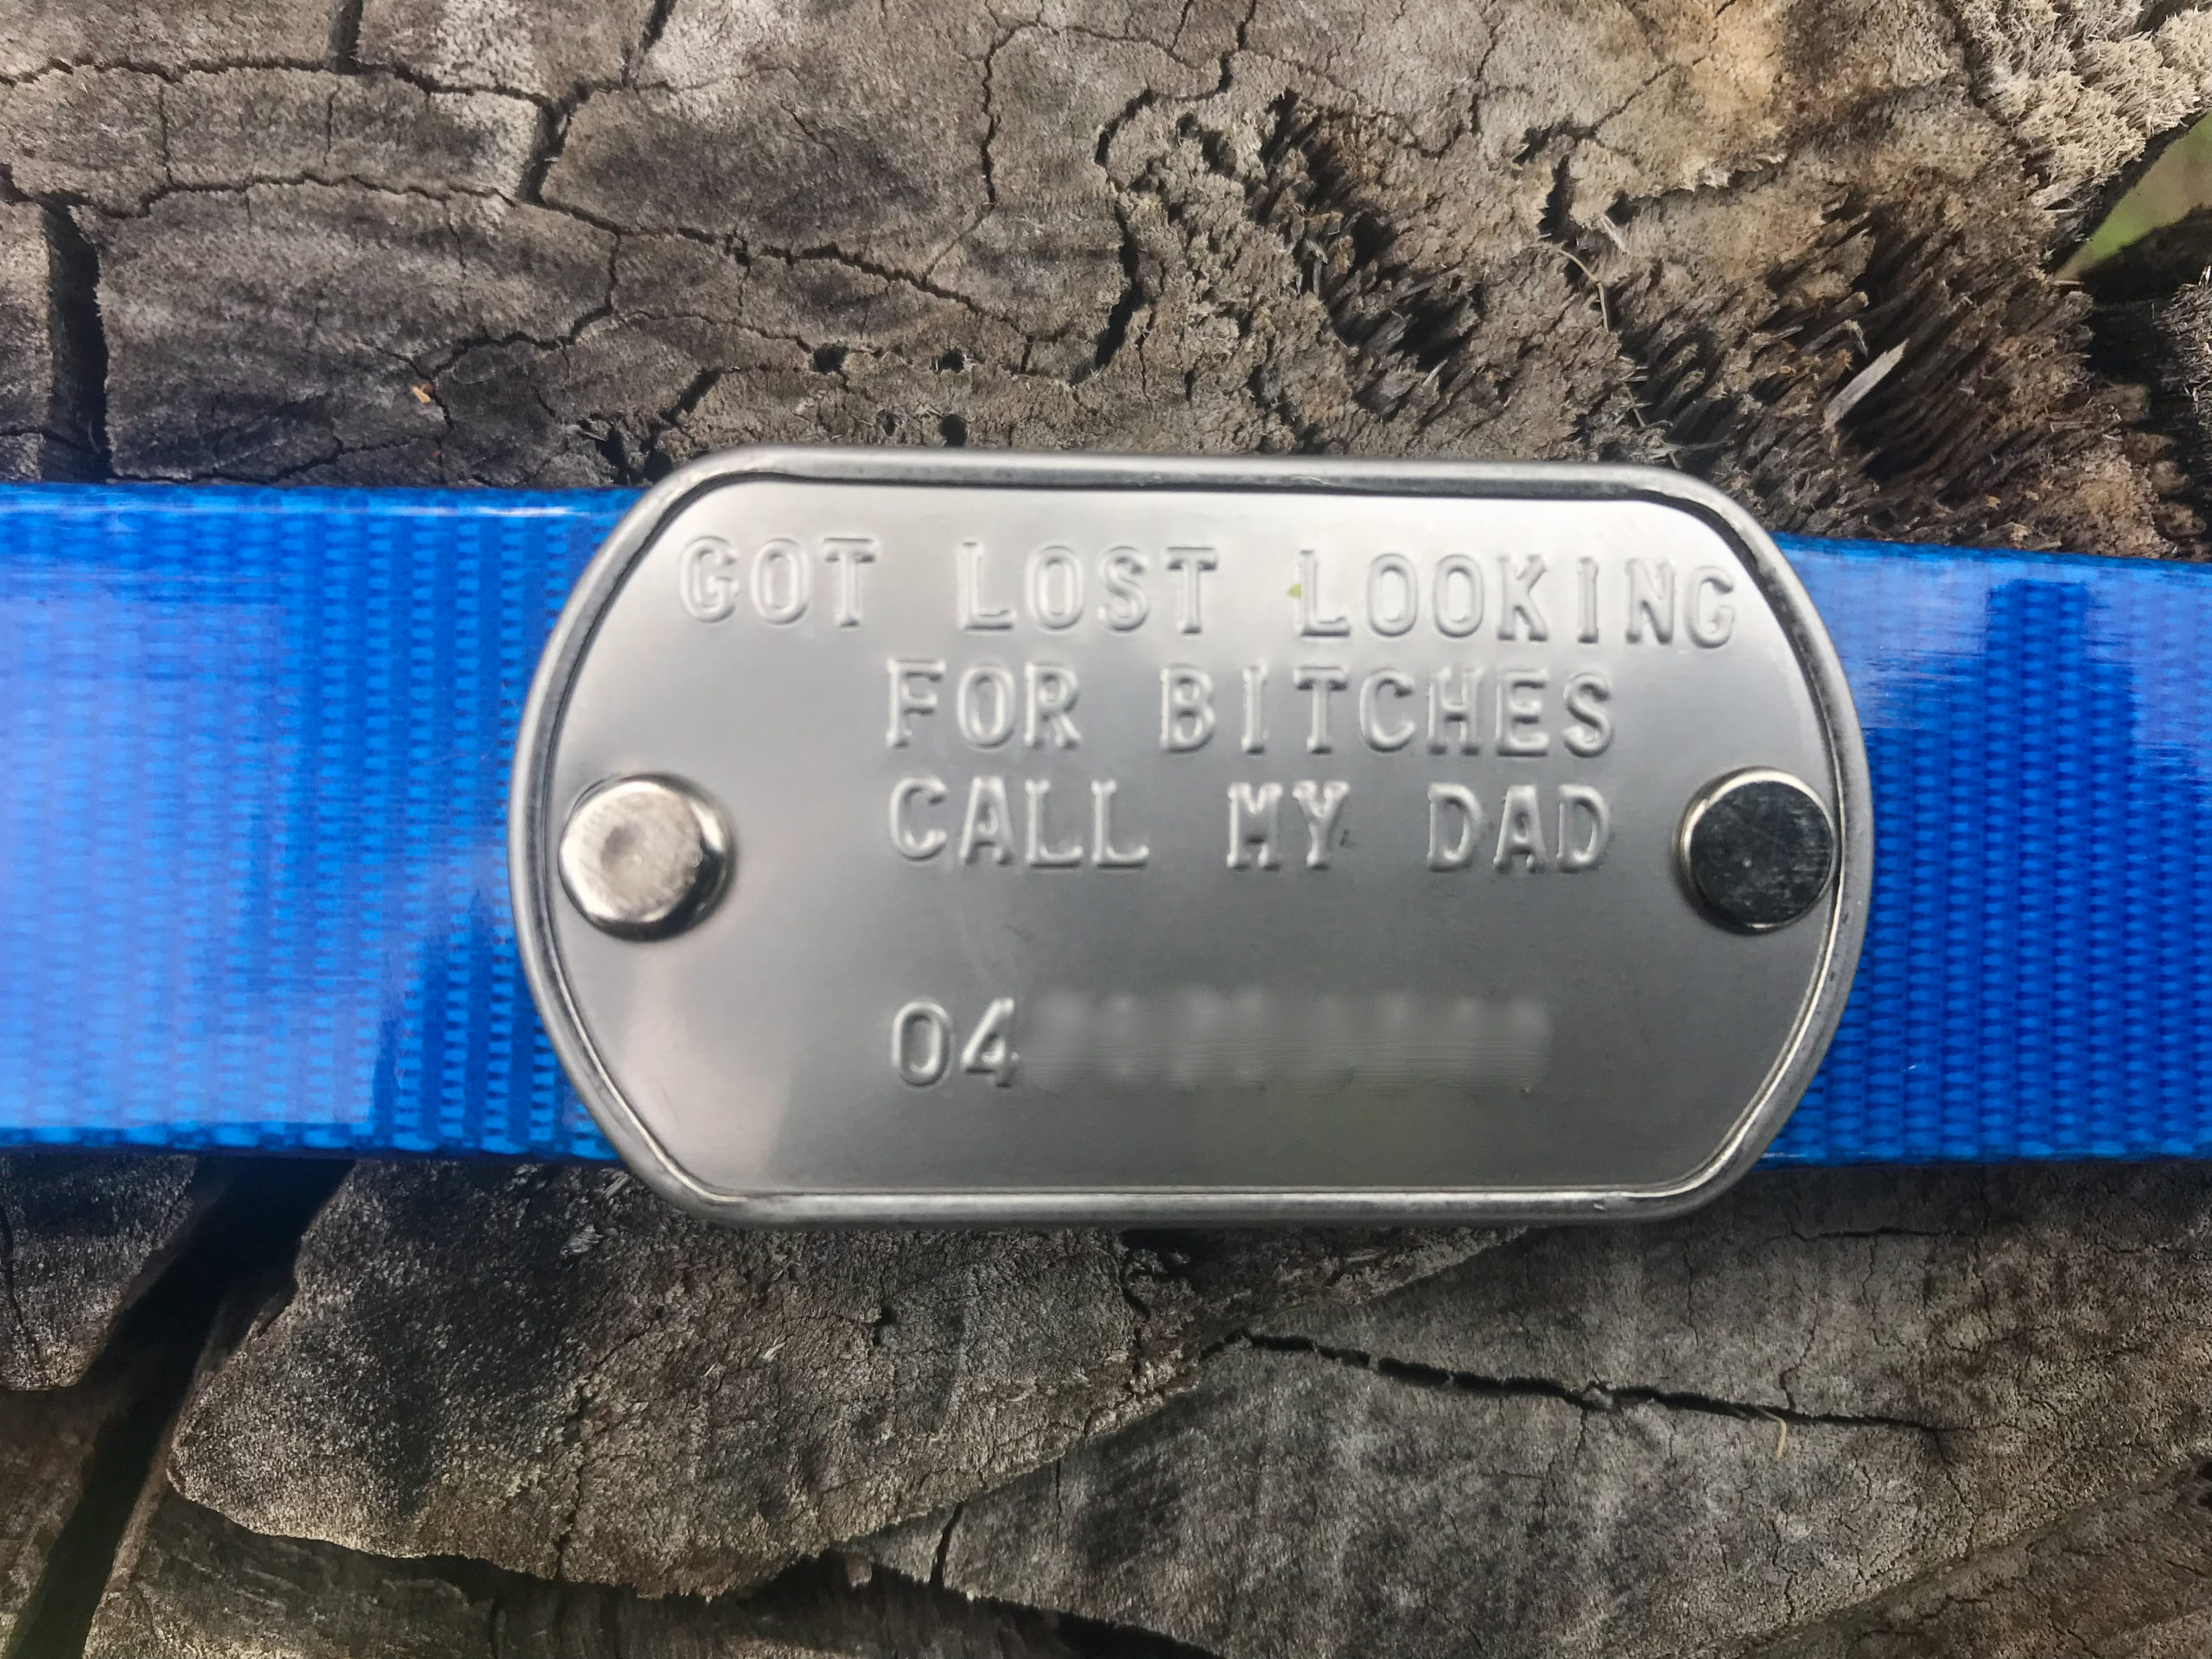 GOT LOST LOOKING
FOR BITCHES
CALL MY DAD
04